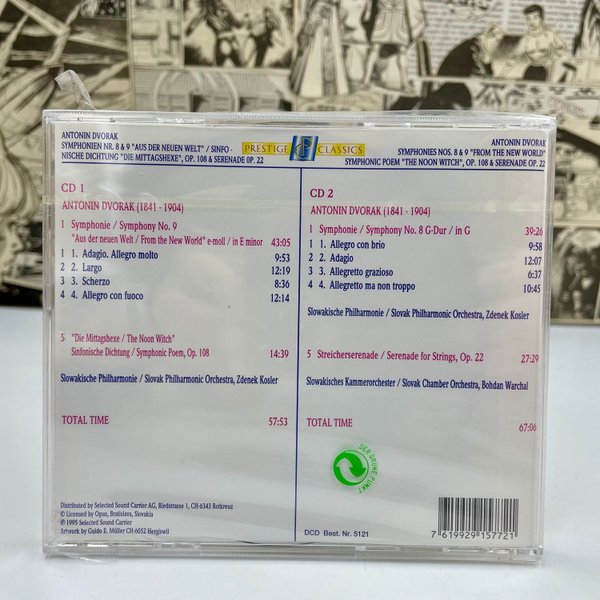 ANTONIN DVORAK
SYMPHONIEN NR. 8 & 9 "AUS DER NEUEN WELT" / SINFO -
NISCHE DICHTUNG "DIE MITTAGSHEXE", OP. 108 & SERENADE OP. 22
PRESTIGE CLASSICS
ANTONIN DVORAK
SYMPHONIES NOS. 8 & 9 "FROM THE NEW WORLD"
SYMPHONIC POEM "THE NOON WITCH", OP. 108 & SERENADE OP. 22
CD 1
ANTONIN DVORAK (1841 - 1904)
1 Symphonie / Symphony No. 9
"Aus der neuen Welt / From the New World" e-moll / in E minor 43:05
1 1. Adagio. Allegro molto 9:53
2 2. Largo 12:19
3 3. Scherzo 8:36
4 4. Allegro con fuoco 12:14
5 "Die Mittagshexe / The Noon Witch"
Sinfonische Dichtung / Symphonic Poem, Op. 108 14:39
Slowakische Philharmonie / Slovak Philharmonic Orchestra, Zdenek Kosler
TOTAL TIME 57:53
Distributed by Selected Sound Carrier AG, Riedstrasse 1, CH-6343 Rotkreuz
© Licensed by Opus, Bratislava, Slovakia
℗ 1995 Selected Sound Carrier
Artwork by Guido E. Müller CH-6052 Hergiswil
CD 2
ANTONIN DVORAK (1841 - 1904)
1 Symphonie / Symphony No. 8 G-Dur / in G 39:26
1 1. Allegro con brio 9:58
2 2. Adagio 12:07
3 3. Allegretto grazioso 6:37
4 4. Allegretto ma non troppo 10:45
Slowakische Philharmonie / Slovak Philharmonic Orchestra, Zdenek Kosler
5 Streicherserenade / Serenade for Strings, Op. 22 27:29
Slowakisches Kammerorchester / Slovak Chamber Orchestra, Bohdan Warchal
TOTAL TIME 67:06
DER GRÜNE PUNKT
DCD Best. Nr. 5121
7 619929 157721